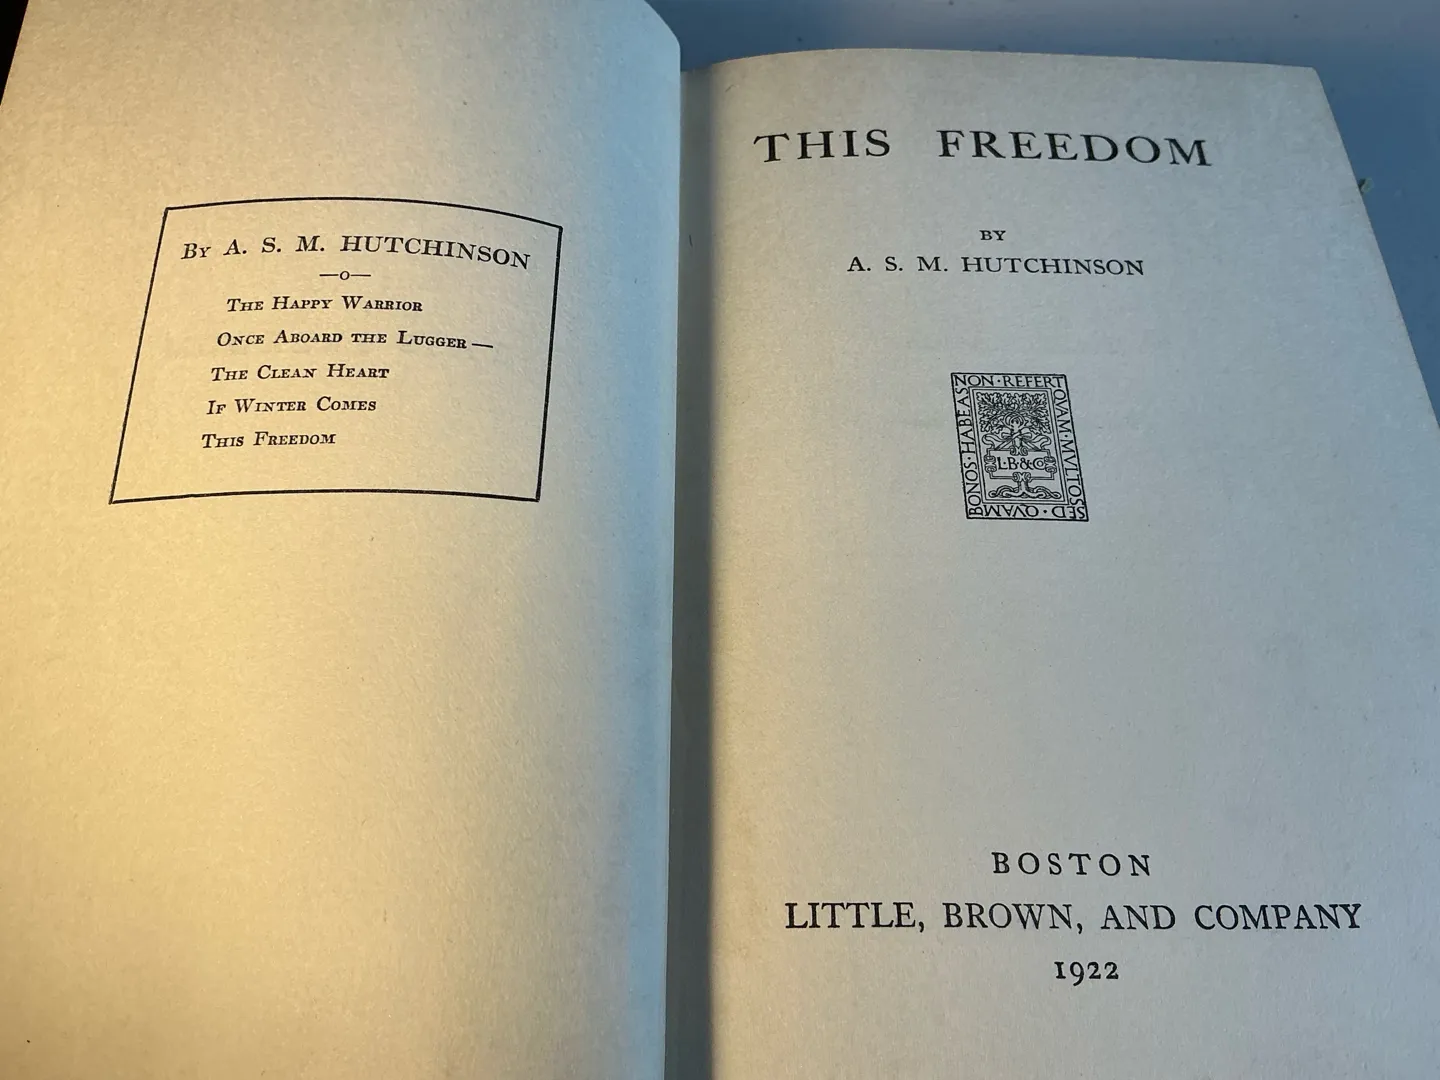 By A. S. M. HUTCHINSON
—o—
The Happy Warrior
Once Aboard the Lugger—
The Clean Heart
If Winter Comes
This Freedom
THIS FREEDOM
BY
A. S. M. HUTCHINSON
NON·REFERT
QVAM·MVLTOS
SED·QVAM
BONOS·HABEAS
L·B&Co
BOSTON
LITTLE, BROWN, AND COMPANY
1922